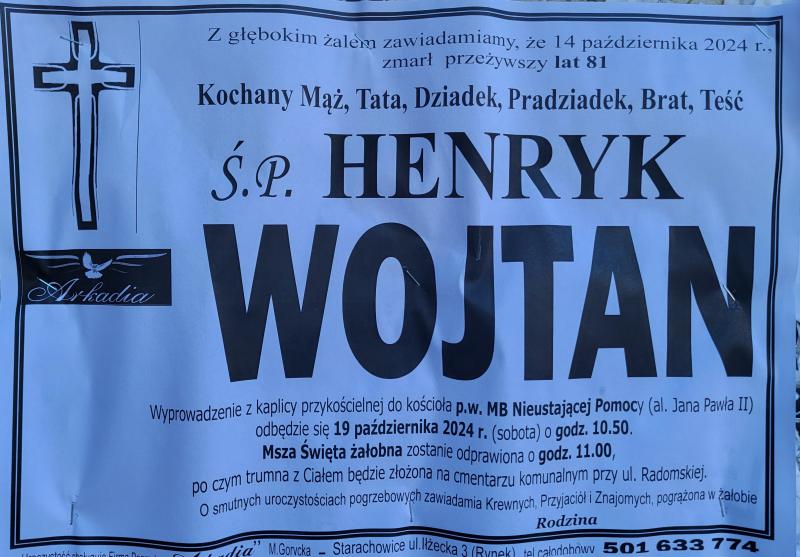 Z głębokim żalem zawiadamiamy, że 14 października 2024 r.,
zmarł przeżywszy lat 81
Kochany Mąż, Tata, Dziadek, Pradziadek, Brat, Teść
Ś.P. HENRYK
WOJTAN
Arkadia
Wyprowadzenie z kaplicy przykościelnej do kościoła p.w. MB Nieustającej Pomocy (al. Jana Pawła II)
odbędzie się 19 października 2024 r. (sobota) o godz. 10.50.
Msza Święta żałobna zostanie odprawiona o godz. 11.00,
po czym trumna z Ciałem będzie złożona na cmentarzu komunalnym przy ul. Radomskiej.
O smutnych uroczystościach pogrzebowych zawiadamia Krewnych, Przyjaciół i Znajomych, pogrążona w żałobie
Rodzina
Arkadia" M.Gorycka – Starachowice ul.Iłżecka 3 (Rynek), tel.całodobowy 501 633 774